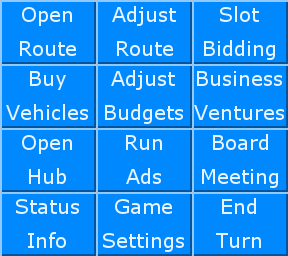 Open Route
Adjust Route
Slot Bidding
Buy Vehicles
Adjust Budgets
Business Ventures
Open Hub
Run Ads
Board Meeting
Status Info
Game Settings
End Turn